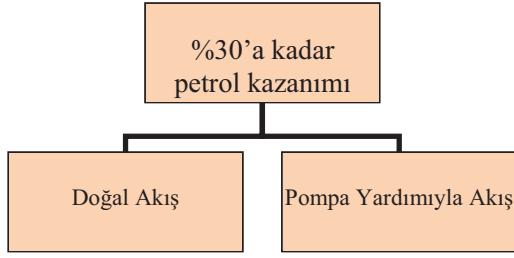 %30’a kadar
petrol kazanımı
Doğal Akış
Pompa Yardımıyla Akış